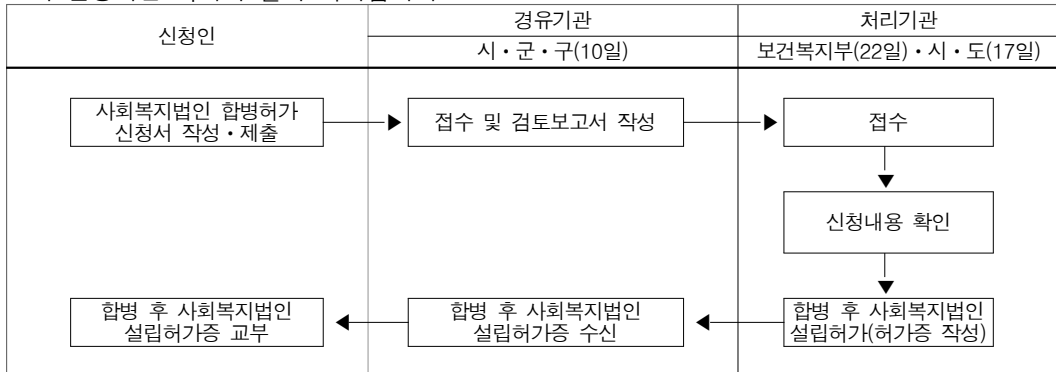 신청인
경유기관
처리기관
시・군・구(10일)
보건복지부(22일)・시・도(17일)
사회복지법인 합병허가
신청서 작성・제출
접수 및 검토보고서 작성
접수
신청내용 확인
합병 후 사회복지법인
설립허가증 교부
합병 후 사회복지법인
설립허가증 수신
합병 후 사회복지법인
설립허가(허가증 작성)